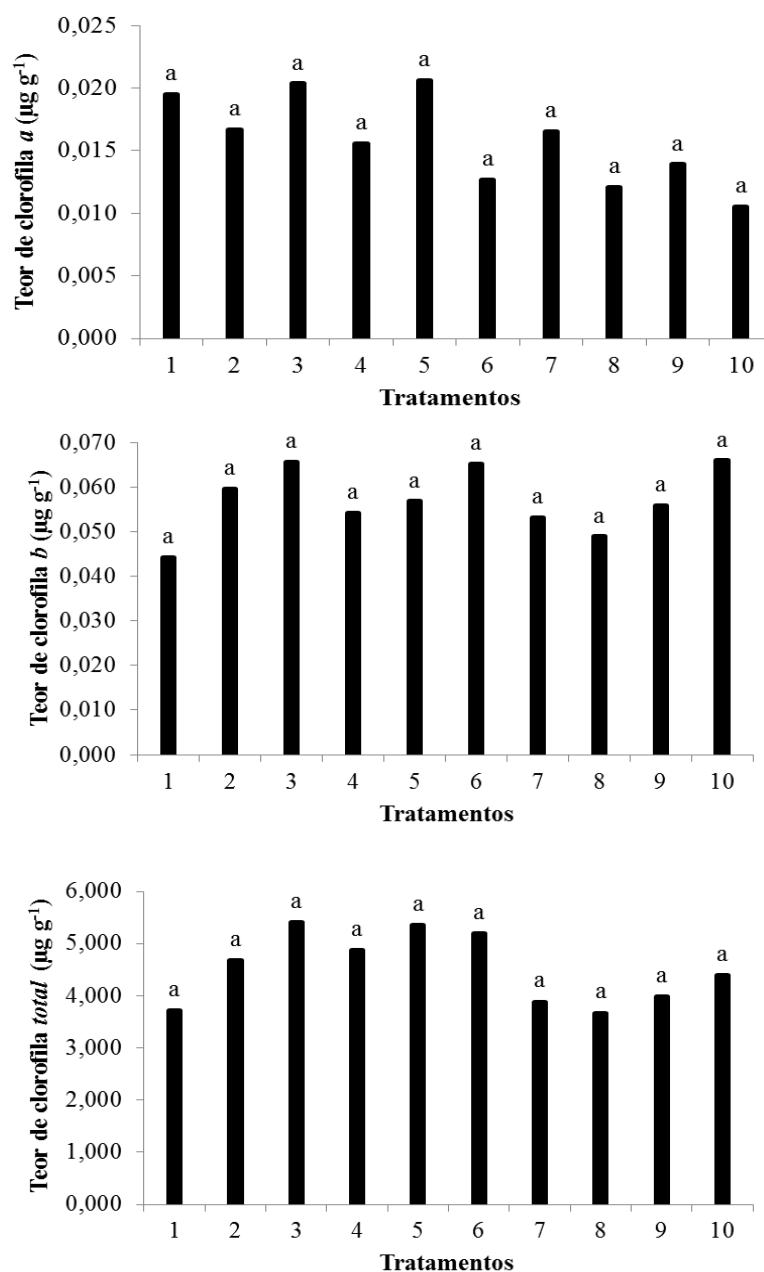 Teor de clorofila a (µg g⁻¹)
0,025
0,020
0,015
0,010
0,005
0,000
a a a a a a a a a a
1 2 3 4 5 6 7 8 9 10
Tratamentos
Teor de clorofila b (µg g⁻¹)
0,070
0,060
0,050
0,040
0,030
0,020
0,010
0,000
a a a a a a a a a a
1 2 3 4 5 6 7 8 9 10
Tratamentos
Teor de clorofila total (µg g⁻¹)
6,000
5,000
4,000
3,000
2,000
1,000
0,000
a a a a a a a a a a
1 2 3 4 5 6 7 8 9 10
Tratamentos